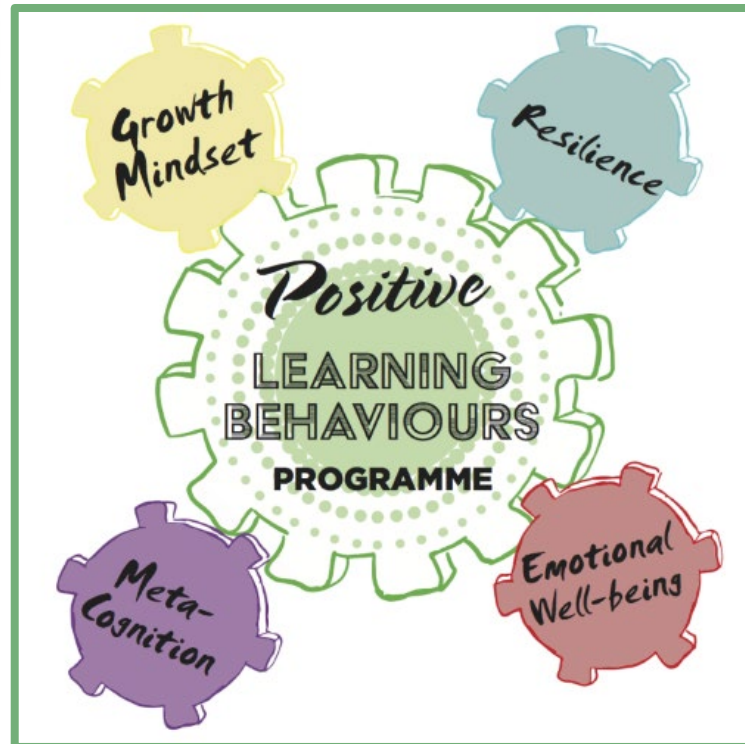 Growth
Mindset
Resilience
Positive
LEARNING
BEHAVIOURS
PROGRAMME
Meta-
Cognition
Emotional
Well-being